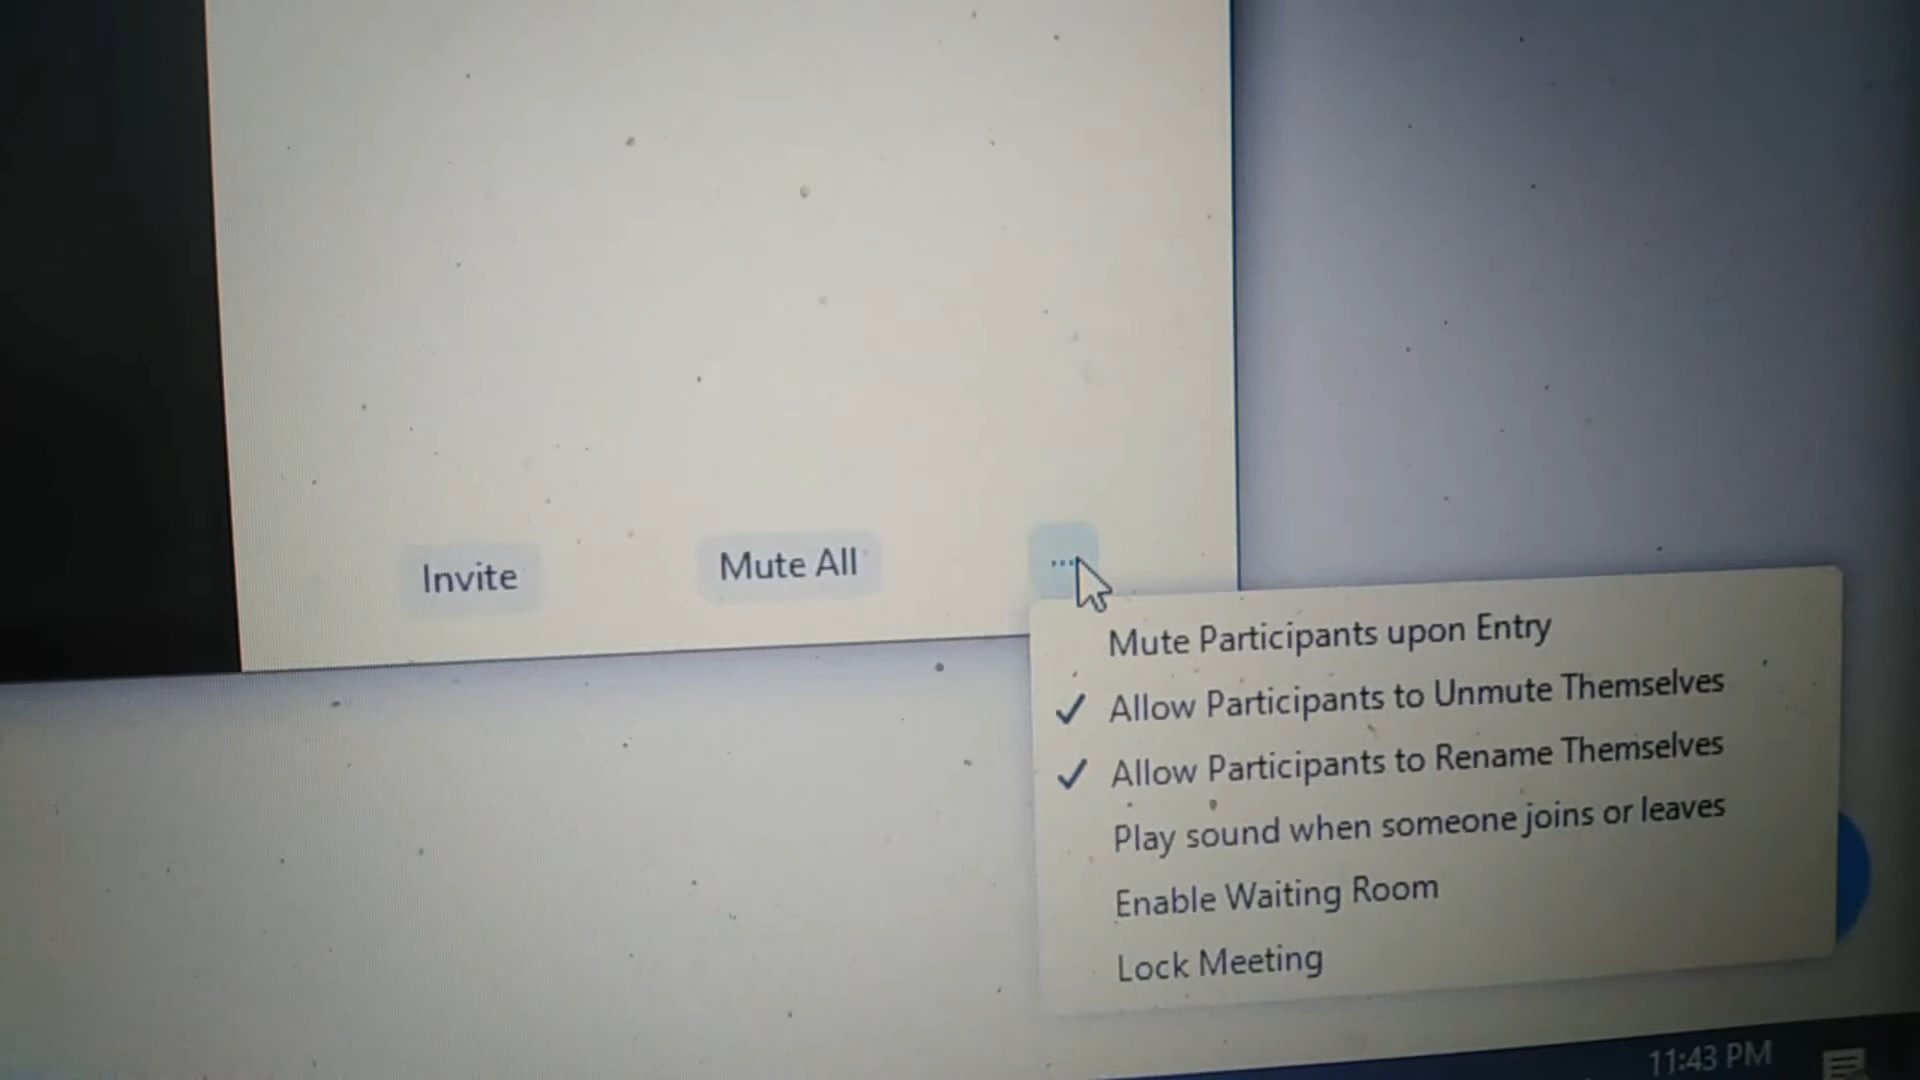 Invite
Mute All
...
Mute Participants upon Entry
✓ Allow Participants to Unmute Themselves
✓ Allow Participants to Rename Themselves
Play sound when someone joins or leaves
Enable Waiting Room
Lock Meeting
11:43 PM